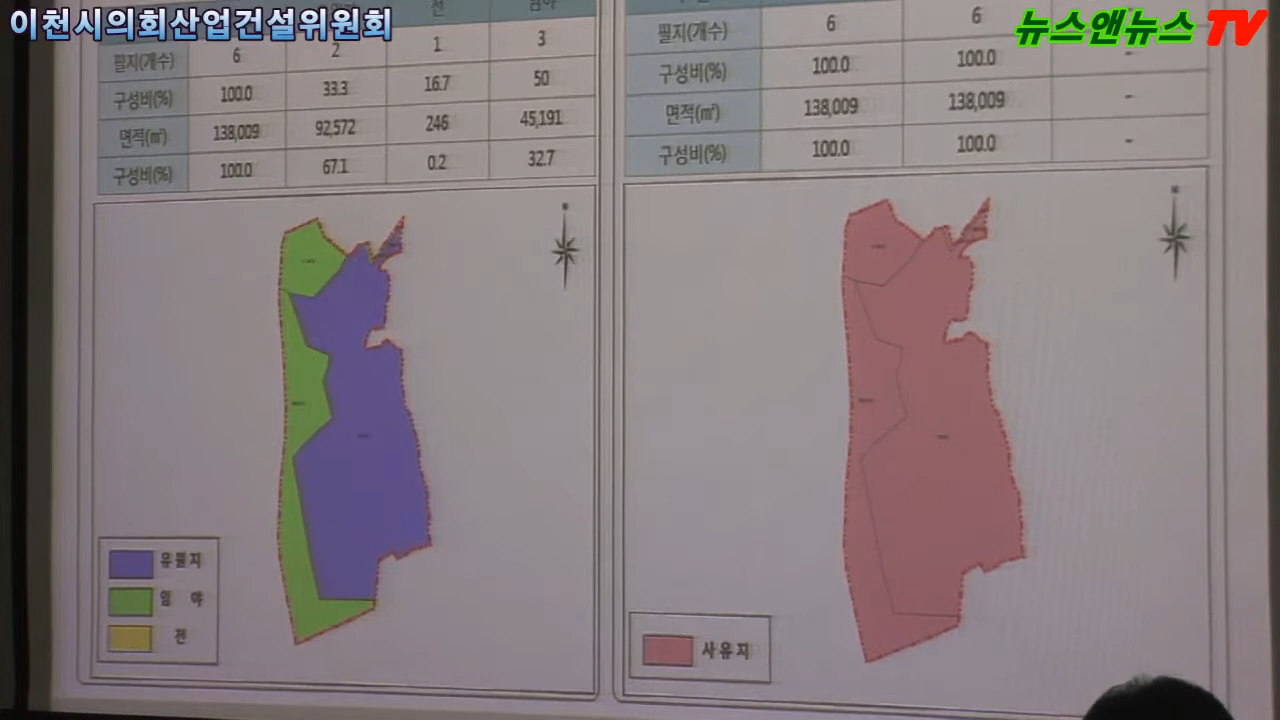 이천시의회산업건설위원회
뉴스앤뉴스 TV
전
필지(개수) 6 2 1 3
구성비(%) 100.0 33.3 16.7 50
면적(㎡) 138,009 92,572 246 45,191
구성비(%) 100.0 67.1 0.2 32.7
필지(개수) 6 6
구성비(%) 100.0 100.0 -
면적(㎡) 138,009 138,009 -
구성비(%) 100.0 100.0 -
유원지
임 야
전
사유지